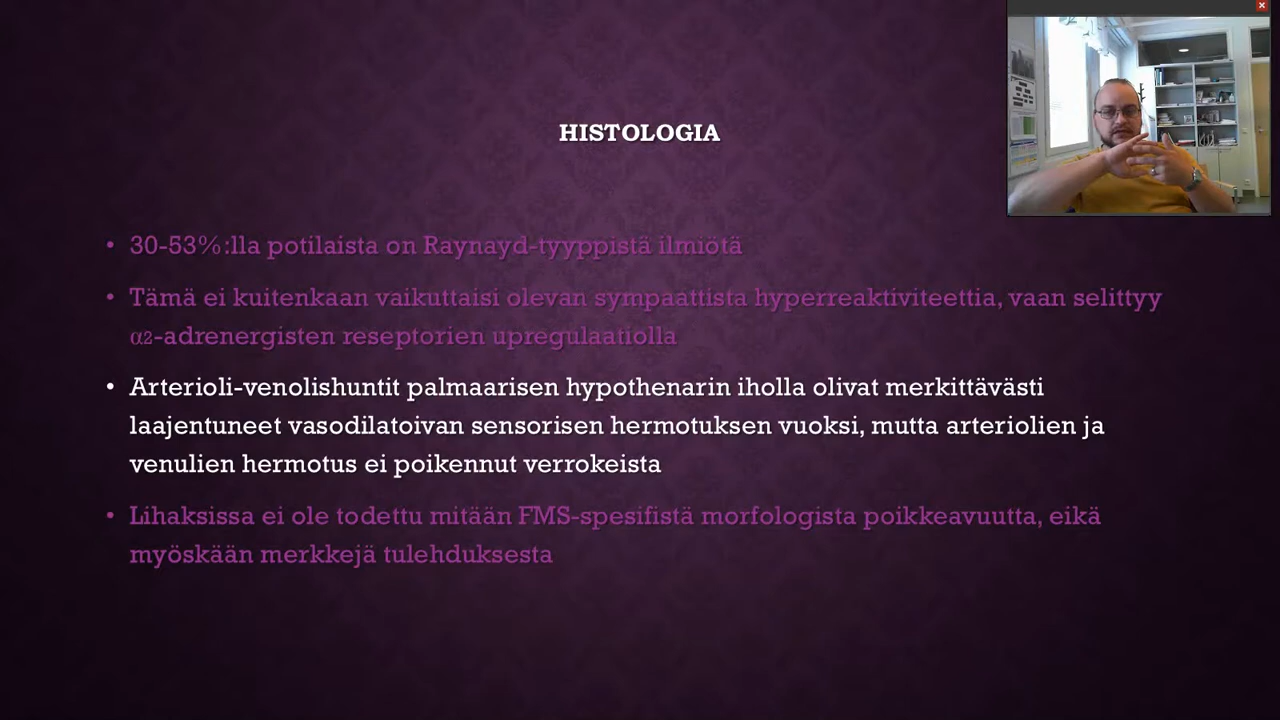 HISTOLOGIA
• 30-53%:lla potilaista on Raynayd-tyyppistä ilmiötä
• Tämä ei kuitenkaan vaikuttaisi olevan sympaattista hyperreaktiviteettia, vaan selittyy
α2-adrenergisten reseptorien upregulaatiolla
• Arterioli-venolishuntit palmaarisen hypothenarin iholla olivat merkittävästi
laajentuneet vasodilatoivan sensorisen hermotuksen vuoksi, mutta arteriolien ja
venulien hermotus ei poikennut verrokeista
• Lihaksissa ei ole todettu mitään FMS-spesifistä morfologista poikkeavuutta, eikä
myöskään merkkejä tulehduksesta